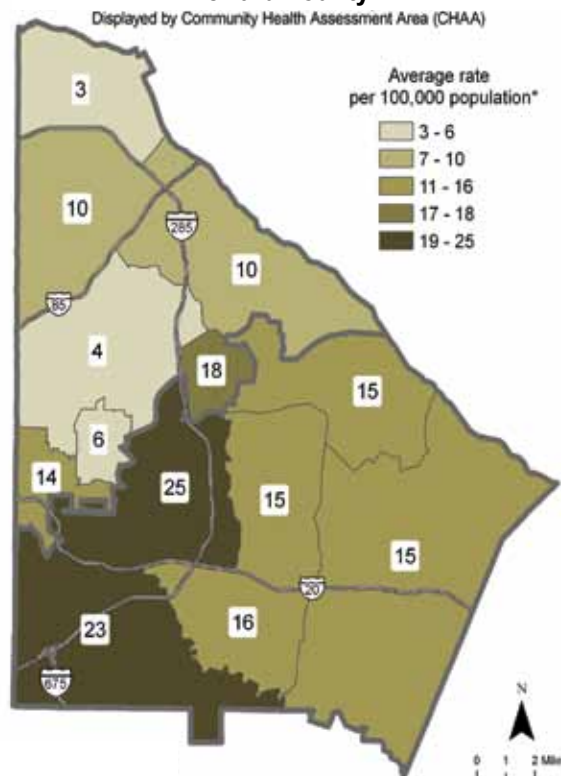 Displayed by Community Health Assessment Area (CHAA)
Average rate
per 100,000 population*
3 - 6
7 - 10
11 - 16
17 - 18
19 - 25
3
10
285
10
85
4
18
15
6
14
25
15
15
20
23
16
675
N
0 1 2 Mile